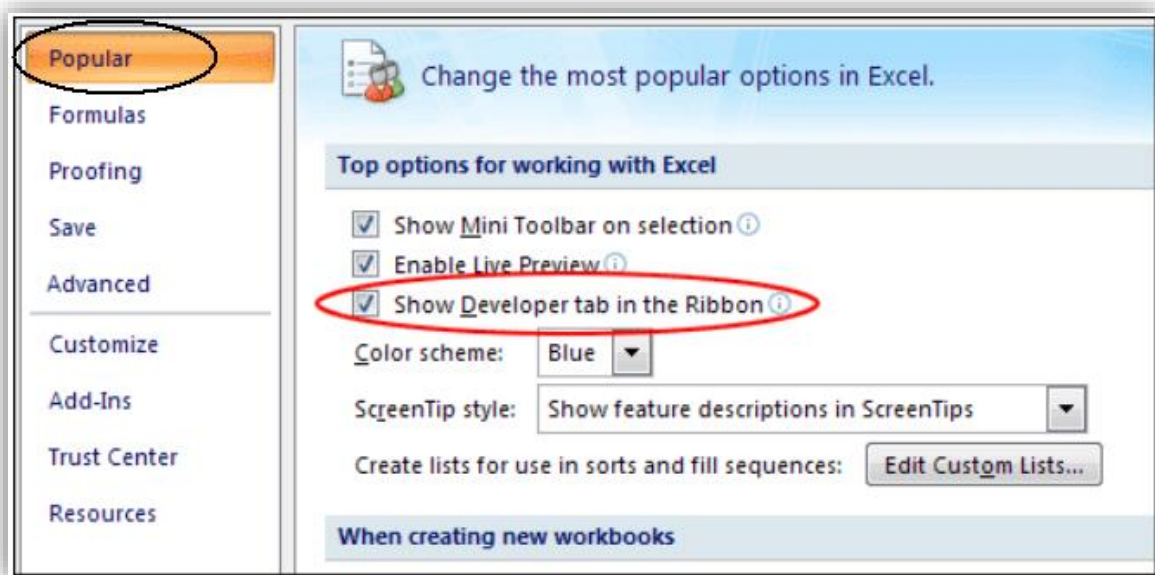 Popular
Formulas
Proofing
Save
Advanced
Customize
Add-Ins
Trust Center
Resources
Change the most popular options in Excel.
Top options for working with Excel
Show Mini Toolbar on selection
Enable Live Preview
Show Developer tab in the Ribbon
Color scheme: Blue
ScreenTip style: Show feature descriptions in ScreenTips
Create lists for use in sorts and fill sequences: Edit Custom Lists...
When creating new workbooks